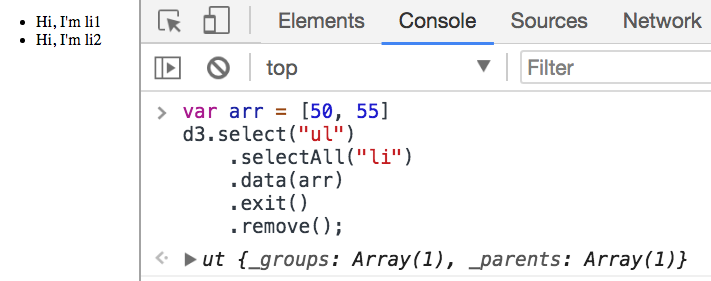 Hi, I'm li1
Hi, I'm li2
Elements Console Sources Network
top Filter
> var arr = [50, 55]
d3.select("ul")
.selectAll("li")
.data(arr)
.exit()
.remove();
ut {_groups: Array(1), _parents: Array(1)}